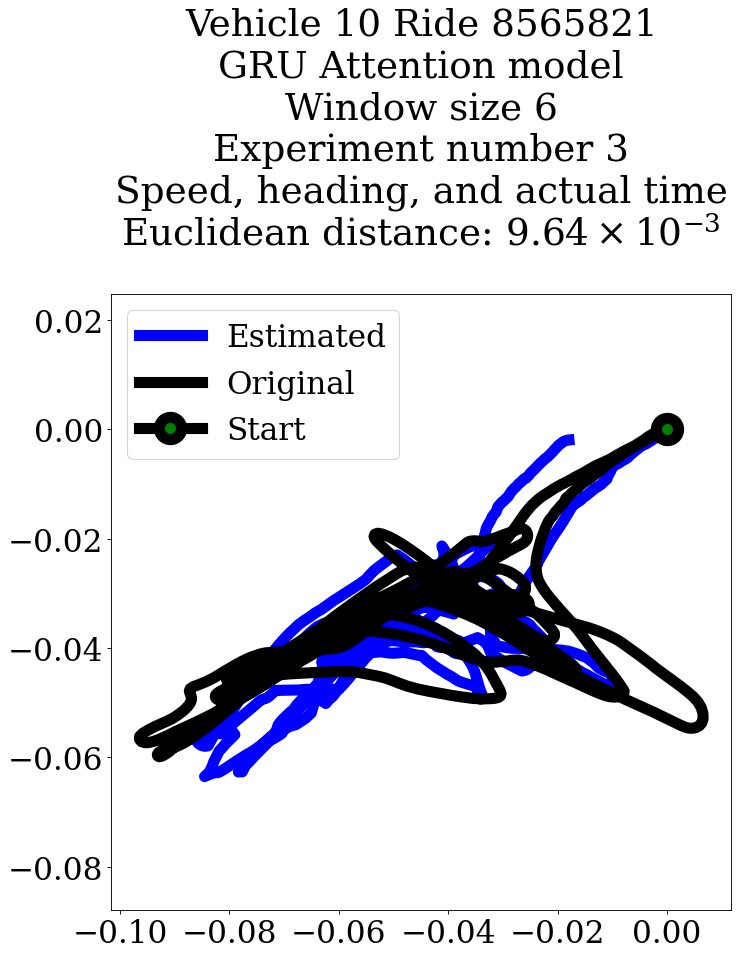 Vehicle 10 Ride 8565821
GRU Attention model
Window size 6
Experiment number 3
Speed, heading, and actual time
Euclidean distance: 9.64 × 10⁻³
Estimated
Original
Start
0.02
0.00
−0.02
−0.04
−0.06
−0.08
−0.10 −0.08 −0.06 −0.04 −0.02 0.00